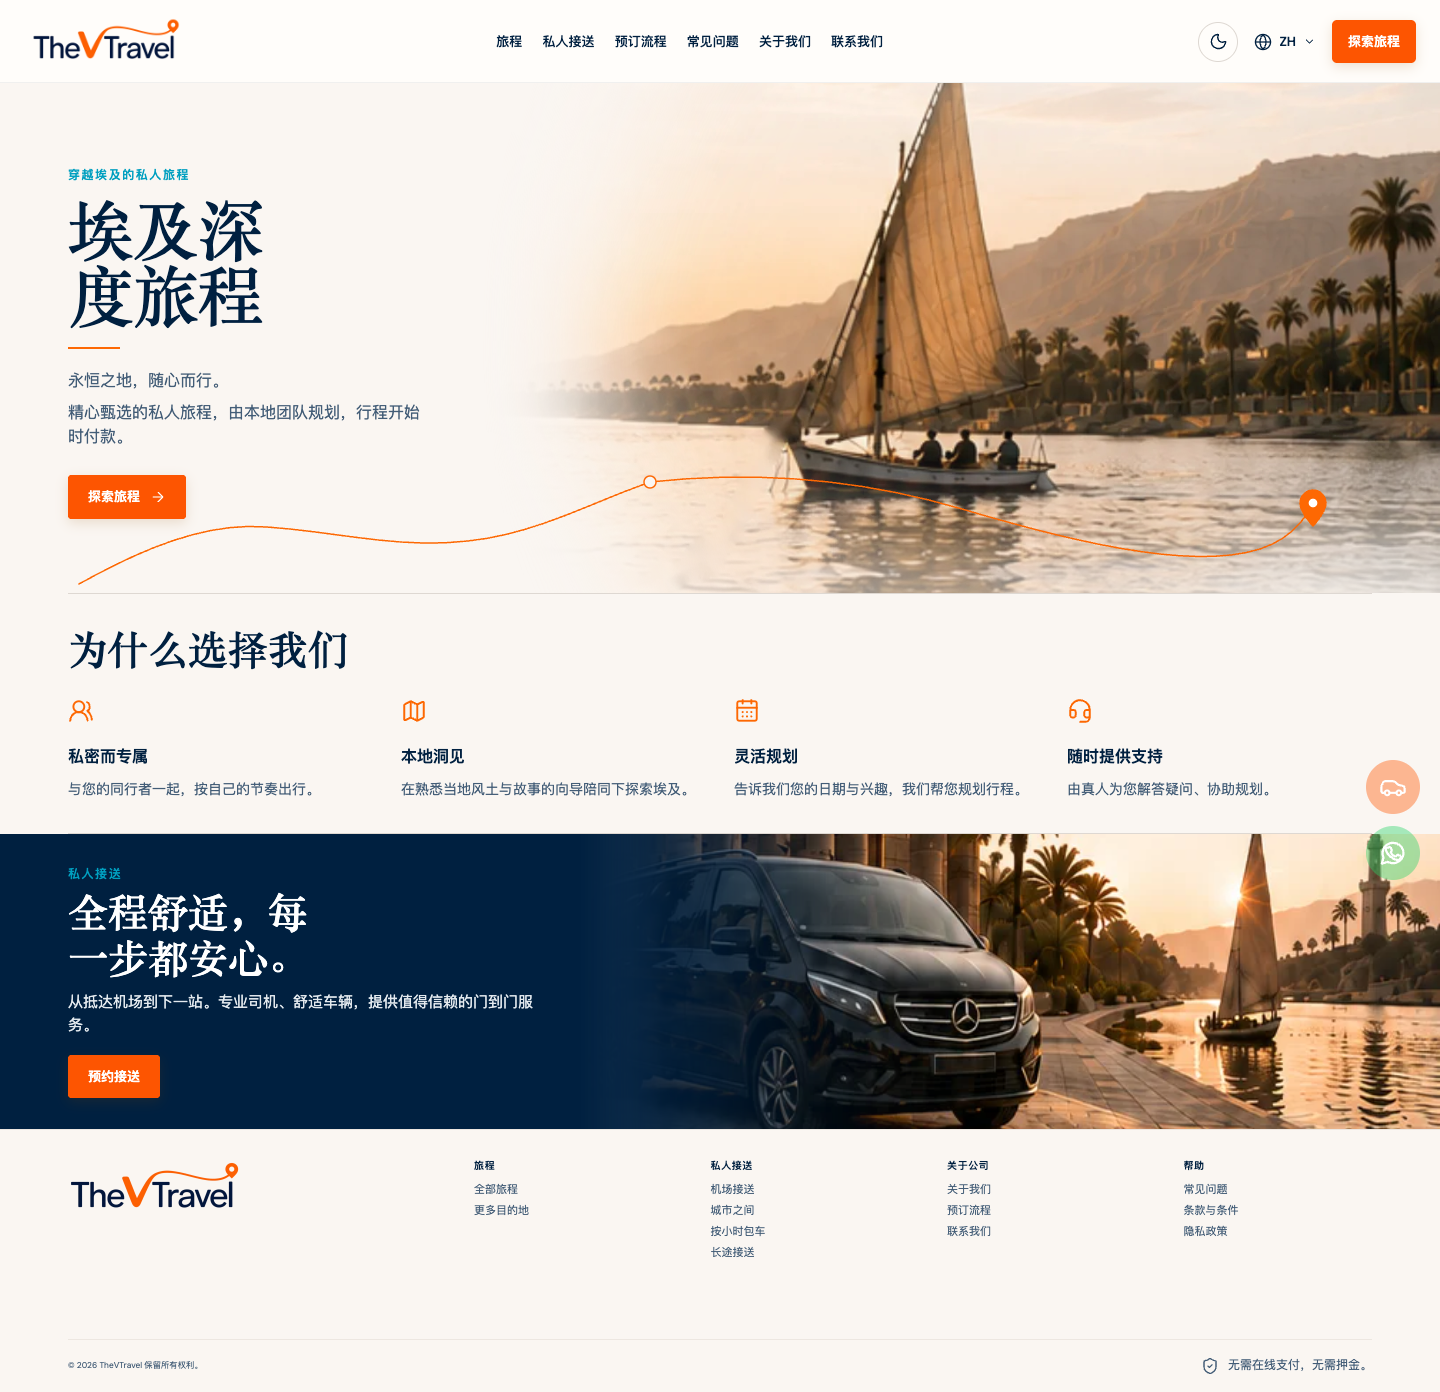 TheVTravel
旅程
私人接送
预订流程
常见问题
关于我们
联系我们
ZH
探索旅程
穿越埃及的私人旅程
埃及深
度旅程
永恒之地，随心而行。
精心甄选的私人旅程，由本地团队规划，行程开始
时付款。
探索旅程
为什么选择我们
私密而专属
与您的同行者一起，按自己的节奏出行。
本地洞见
在熟悉当地风土与故事的向导陪同下探索埃及。
灵活规划
告诉我们您的日期与兴趣，我们帮您规划行程。
随时提供支持
由真人为您解答疑问、协助规划。
私人接送
全程舒适，每
一步都安心。
从抵达机场到下一站。专业司机、舒适车辆，提供值得信赖的门到门服
务。
预约接送
TheVTravel
旅程
全部旅程
更多目的地
私人接送
机场接送
城市之间
按小时包车
长途接送
关于公司
关于我们
预订流程
联系我们
帮助
常见问题
条款与条件
隐私政策
© 2026 TheVTravel 保留所有权利。
无需在线支付，无需押金。